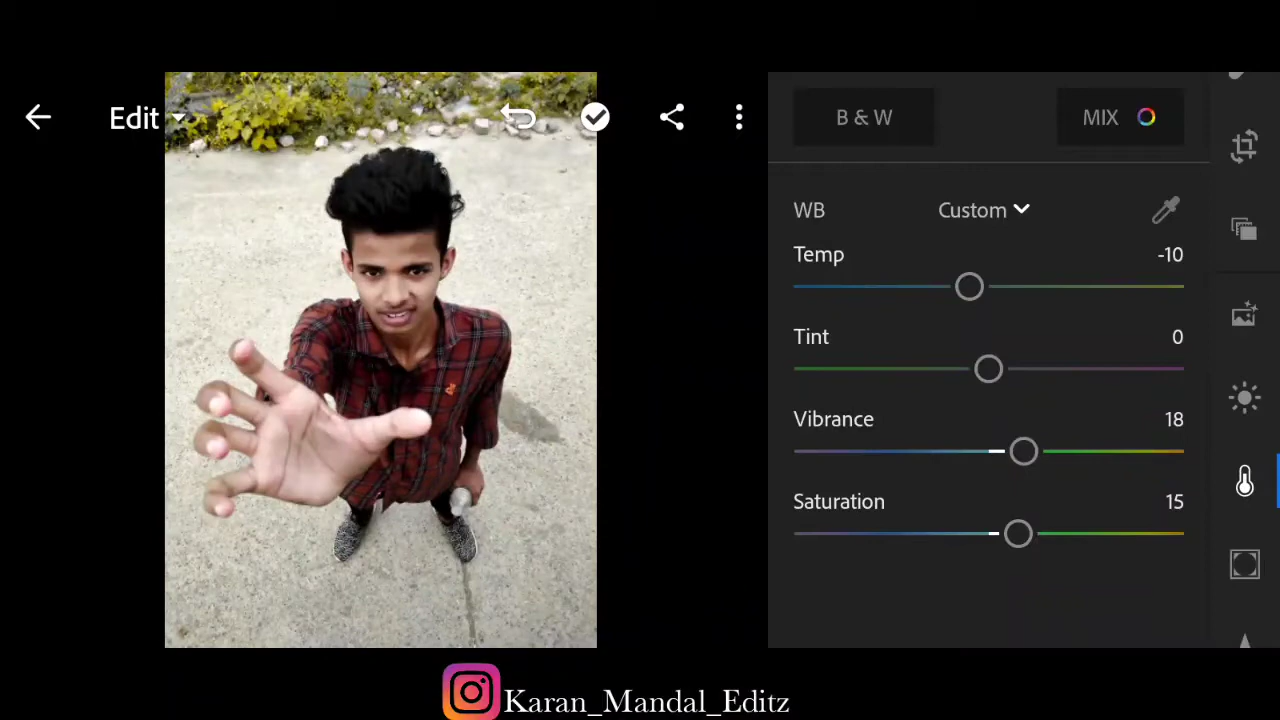 Edit
B & W
MIX
WB
Custom
Temp
-10
Tint
0
Vibrance
18
Saturation
15
Karan_Mandal_Editz